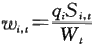 w_{i,t} = \frac{q_i S_{i,t}}{W_t}